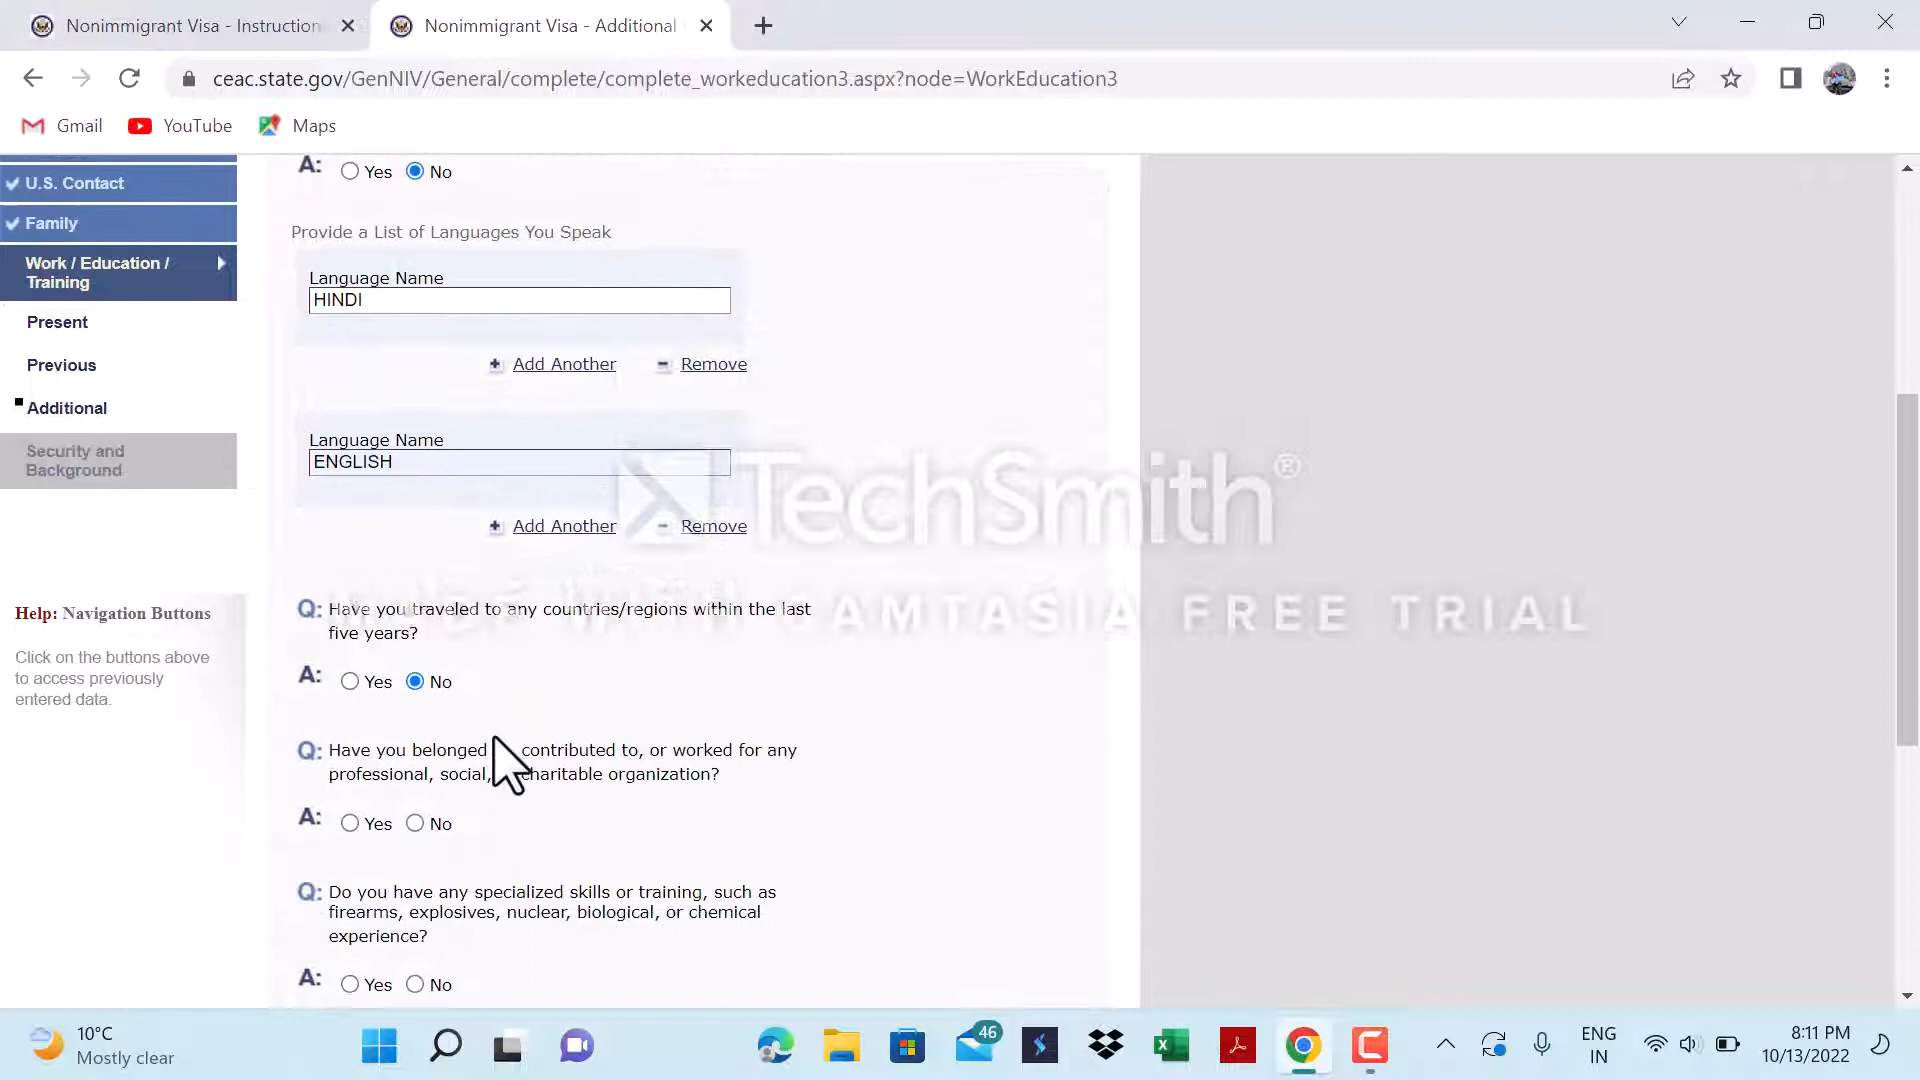 Nonimmigrant Visa - Instruction
Nonimmigrant Visa - Additional
ceac.state.gov/GenNIV/General/complete/complete_workeducation3.aspx?node=WorkEducation3
Gmail
YouTube
Maps
U.S. Contact
Family
Work / Education /
Training
Present
Previous
Additional
Security and
Background
Help: Navigation Buttons
Click on the buttons above
to access previously
entered data.
A: Yes No
Provide a List of Languages You Speak
Language Name
HINDI
Add Another Remove
Language Name
ENGLISH
Add Another Remove
TechSmith®
Q: Have you traveled to any countries/regions within the last
five years?
AMTASIA FREE TRIAL
A: Yes No
Q: Have you belonged contributed to, or worked for any
professional, social, charitable organization?
A: Yes No
Q: Do you have any specialized skills or training, such as
firearms, explosives, nuclear, biological, or chemical
experience?
A: Yes No
10°C
Mostly clear
46
ENG
IN
8:11 PM
10/13/2022